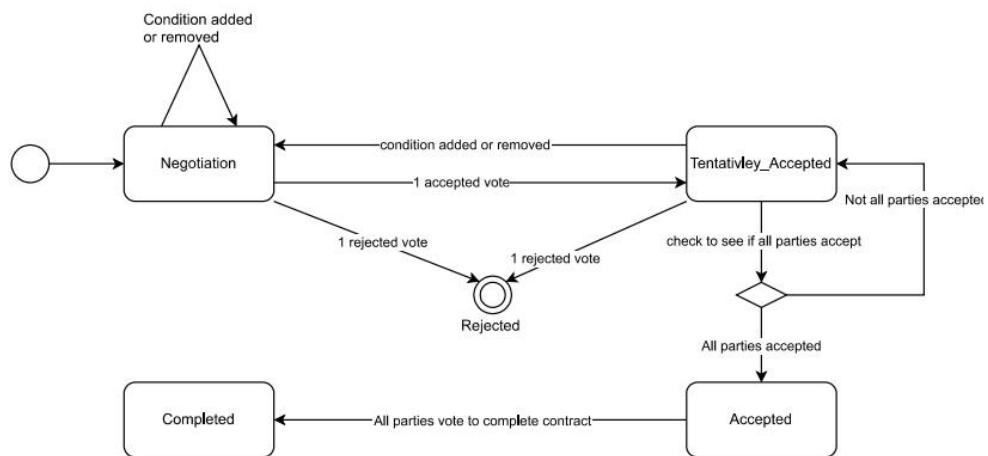 Condition added
or removed
Negotiation
condition added or removed
Tentativley_Accepted
1 accepted vote
Not all parties accepted
1 rejected vote
1 rejected vote
check to see if all parties accept
Rejected
All parties accepted
Completed
All parties vote to complete contract
Accepted